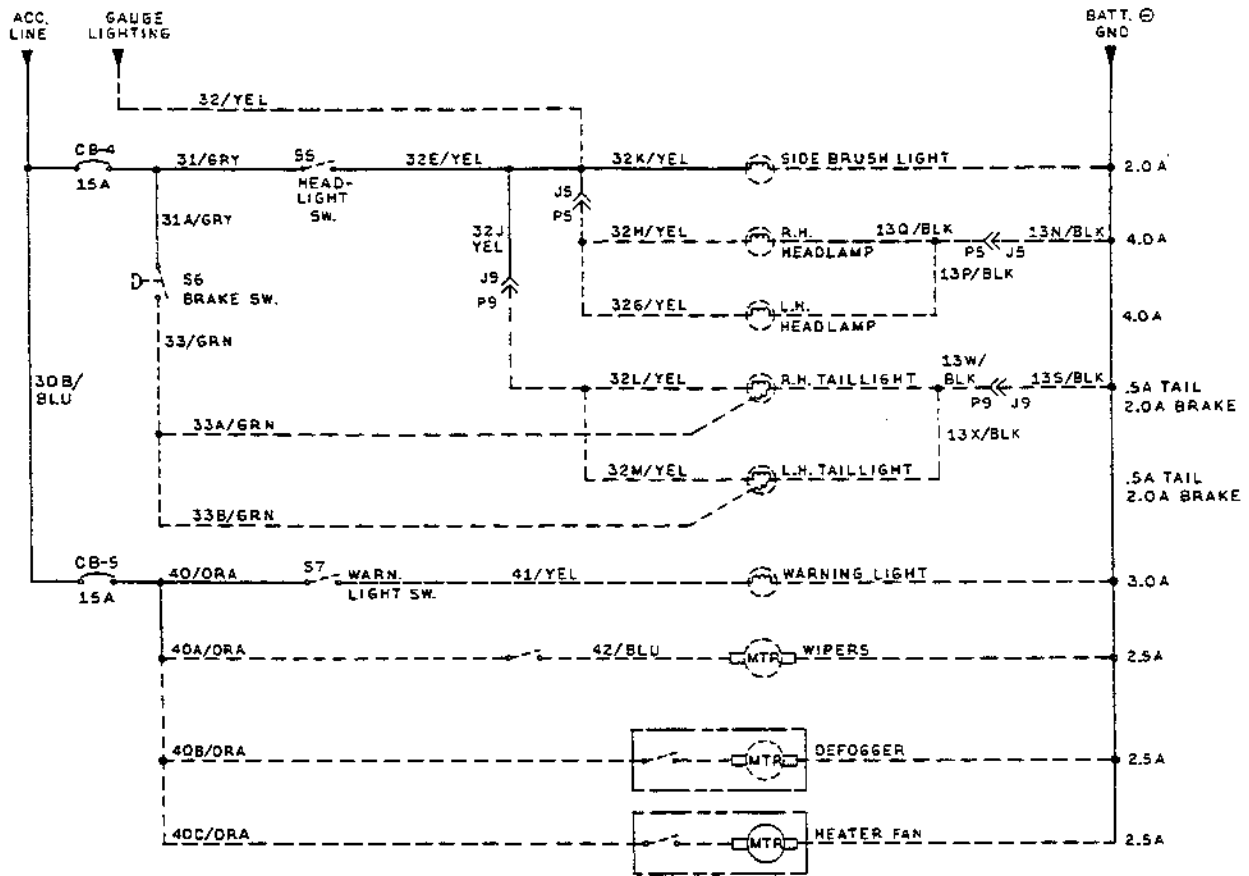 ACC.
LINE
GAUGE
LIGHTING
BATT. ⊖
GND
32/YEL
CB-4
15A
31/GRY
S5
HEAD-
LIGHT
SW.
32E/YEL
32K/YEL
SIDE BRUSH LIGHT
2.0A
31A/GRY
J5
P5
32J
YEL
32H/YEL
R.H.
HEADLAMP
13Q/BLK
P5 J5
13N/BLK
4.0A
S6
BRAKE SW.
J9
P9
13P/BLK
32G/YEL
L.H.
HEADLAMP
4.0A
33/GRN
30B/
BLU
32L/YEL
R.H. TAILLIGHT
13W/
BLK
P9 J9
13S/BLK
.5A TAIL
2.0A BRAKE
33A/GRN
13X/BLK
32M/YEL
L.H. TAILLIGHT
.5A TAIL
2.0A BRAKE
33B/GRN
CB-5
15A
40/ORA
S7
WARN.
LIGHT SW.
41/YEL
WARNING LIGHT
3.0A
40A/ORA
42/BLU
MTR
WIPERS
2.5A
40B/ORA
MTR
DEFOGGER
2.5A
40C/ORA
MTR
HEATER FAN
2.5A